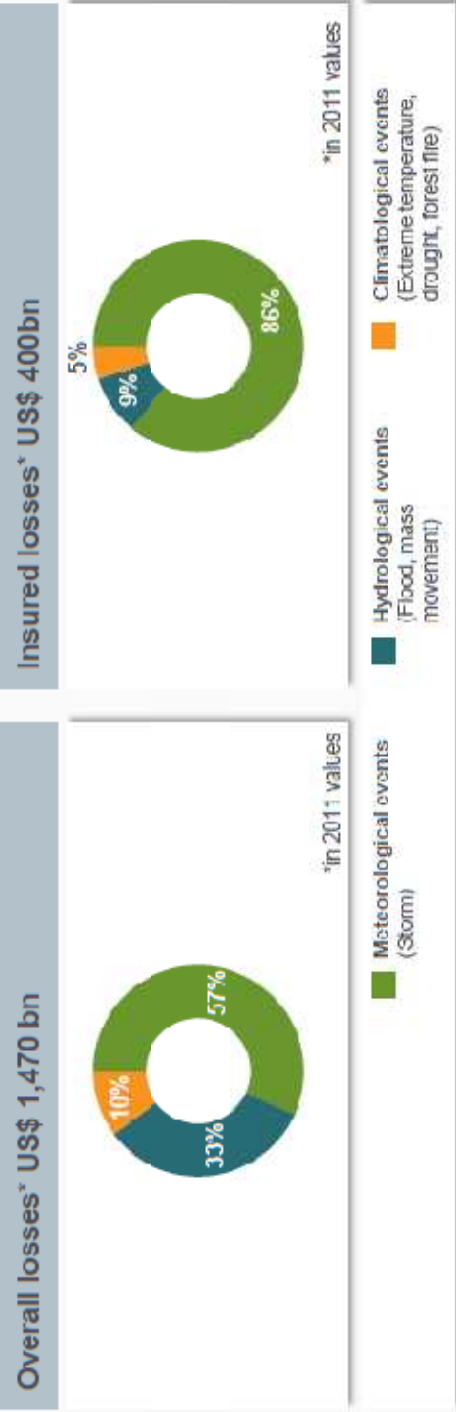 Overall losses* US$ 1,470 bn
10%
33%
57%
*in 2011 values
Insured losses* US$ 400bn
5%
9%
86%
*in 2011 values
Meteorological events
(Storm)
Hydrological events
(Flood, mass
movement)
Climatological events
(Extreme temperature,
drought, forest fire)